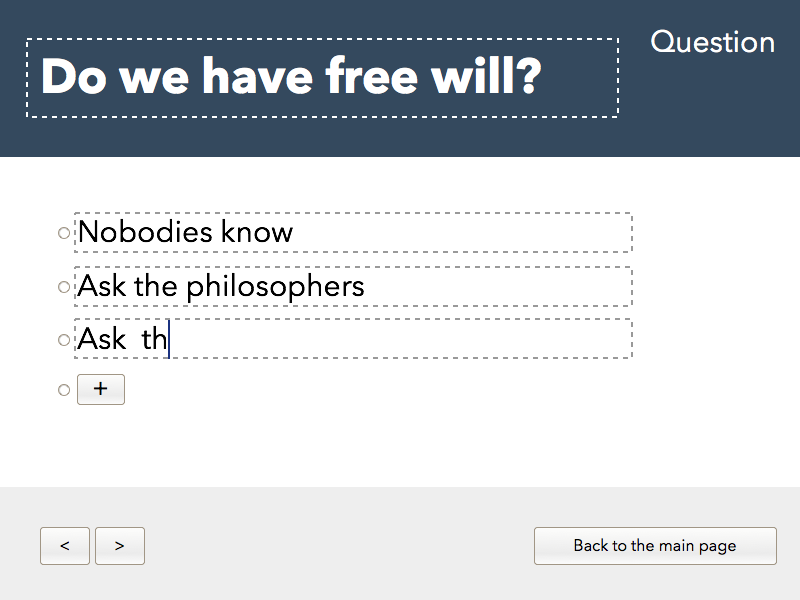 Question
Do we have free will?
Nobodies know
Ask the philosophers
Ask  th
+
< >
Back to the main page